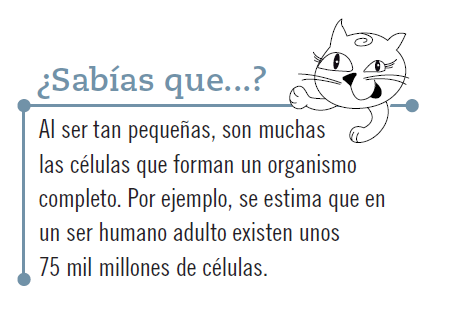 ¿Sabías que...?
Al ser tan pequeñas, son muchas
las células que forman un organismo
completo. Por ejemplo, se estima que en
un ser humano adulto existen unos
75 mil millones de células.